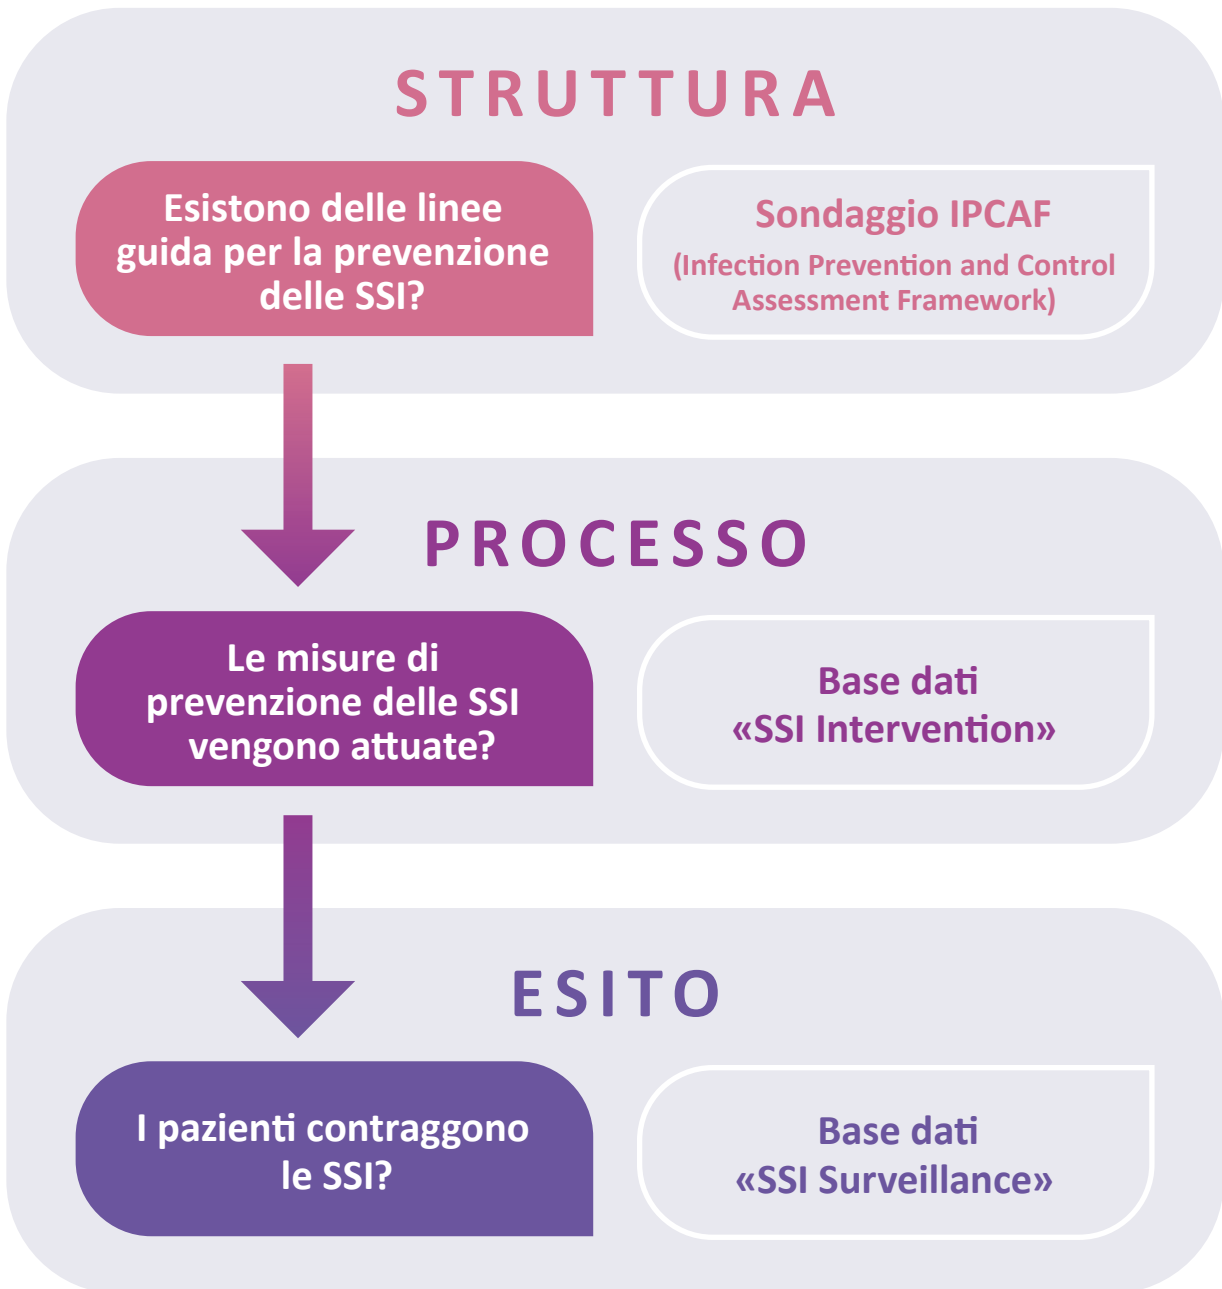 STRUTTURA
Esistono delle linee
guida per la prevenzione
delle SSI?
Sondaggio IPCAF
(Infection Prevention and Control
Assessment Framework)
PROCESSO
Le misure di
prevenzione delle SSI
vengono attuate?
Base dati
«SSI Intervention»
ESITO
I pazienti contraggono
le SSI?
Base dati
«SSI Surveillance»